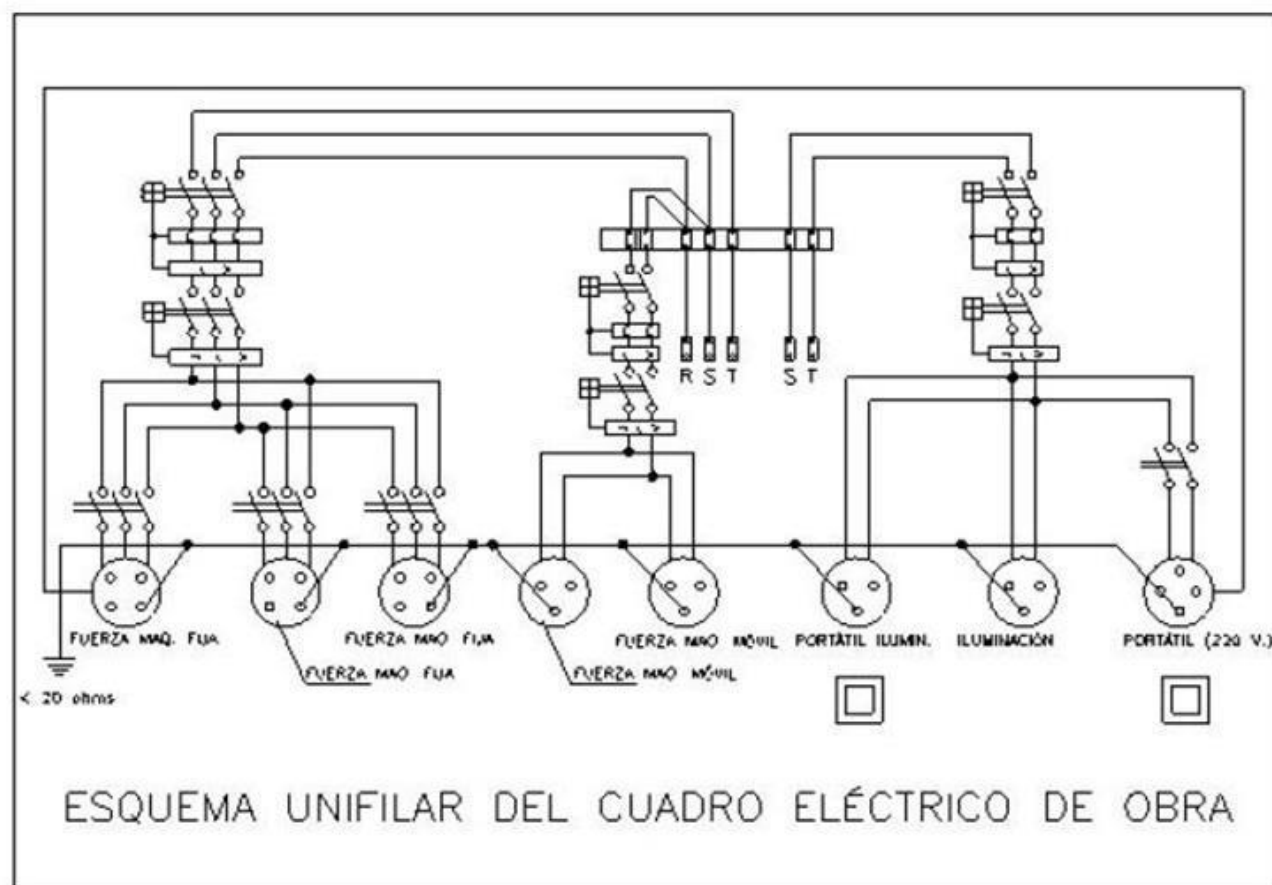 R S T S T
FUERZA MAQ. FIJA
FUERZA MAQ FIJA
FUERZA MAQ MÓVIL
PORTÁTIL ILUMIN.
ILUMINACIÓN
PORTÁTIL (220 V.)
FUERZA MAQ FIJA
FUERZA MAQ MÓVIL
< 20 ohms
ESQUEMA UNIFILAR DEL CUADRO ELÉCTRICO DE OBRA